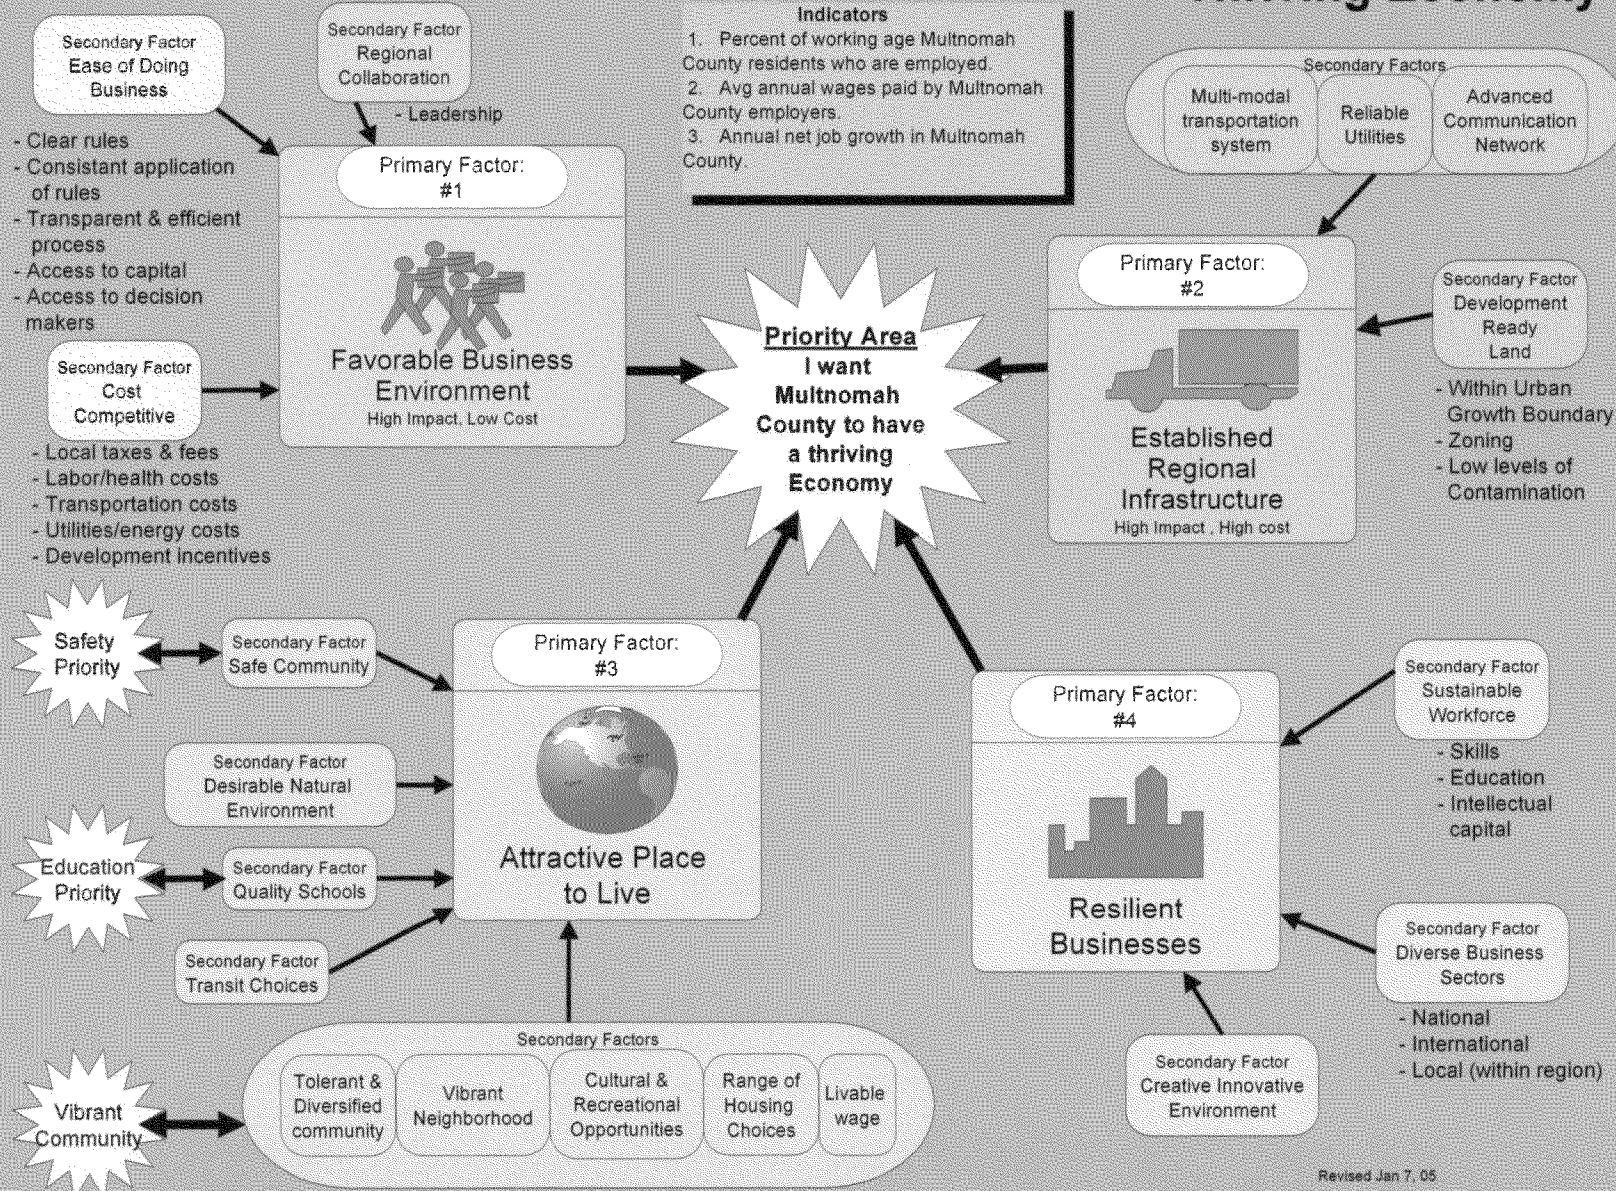 Thriving Economy
Secondary Factor
Ease of Doing
Business
- Clear rules
- Consistant application
of rules
- Transparent & efficient
process
- Access to capital
- Access to decision
makers
Secondary Factor
Regional
Collaboration
- Leadership
Primary Factor:
#1
Favorable Business
Environment
High Impact, Low Cost
Secondary Factor
Cost
Competitive
- Local taxes & fees
- Labor/health costs
- Transportation costs
- Utilities/energy costs
- Development incentives
Indicators
1. Percent of working age Multnomah
County residents who are employed.
2. Avg annual wages paid by Multnomah
County employers.
3. Annual net job growth in Multnomah
County.
Priority Area
I want
Multnomah
County to have
a thriving
Economy
Secondary Factors
Multi-modal
transportation
system
Reliable
Utilities
Advanced
Communication
Network
Primary Factor:
#2
Established
Regional
Infrastructure
High Impact , High cost
Secondary Factor
Development
Ready
Land
- Within Urban
Growth Boundary
- Zoning
- Low levels of
Contamination
Safety
Priority
Secondary Factor
Safe Community
Secondary Factor
Desirable Natural
Environment
Education
Priority
Secondary Factor
Quality Schools
Secondary Factor
Transit Choices
Primary Factor:
#3
Attractive Place
to Live
Vibrant
Community
Secondary Factors
Tolerant &
Diversified
community
Vibrant
Neighborhood
Cultural &
Recreational
Opportunities
Range of
Housing
Choices
Livable
wage
Primary Factor:
#4
Resilient
Businesses
Secondary Factor
Sustainable
Workforce
- Skills
- Education
- Intellectual
capital
Secondary Factor
Diverse Business
Sectors
- National
- International
- Local (within region)
Secondary Factor
Creative Innovative
Environment
Revised Jan 7, 05